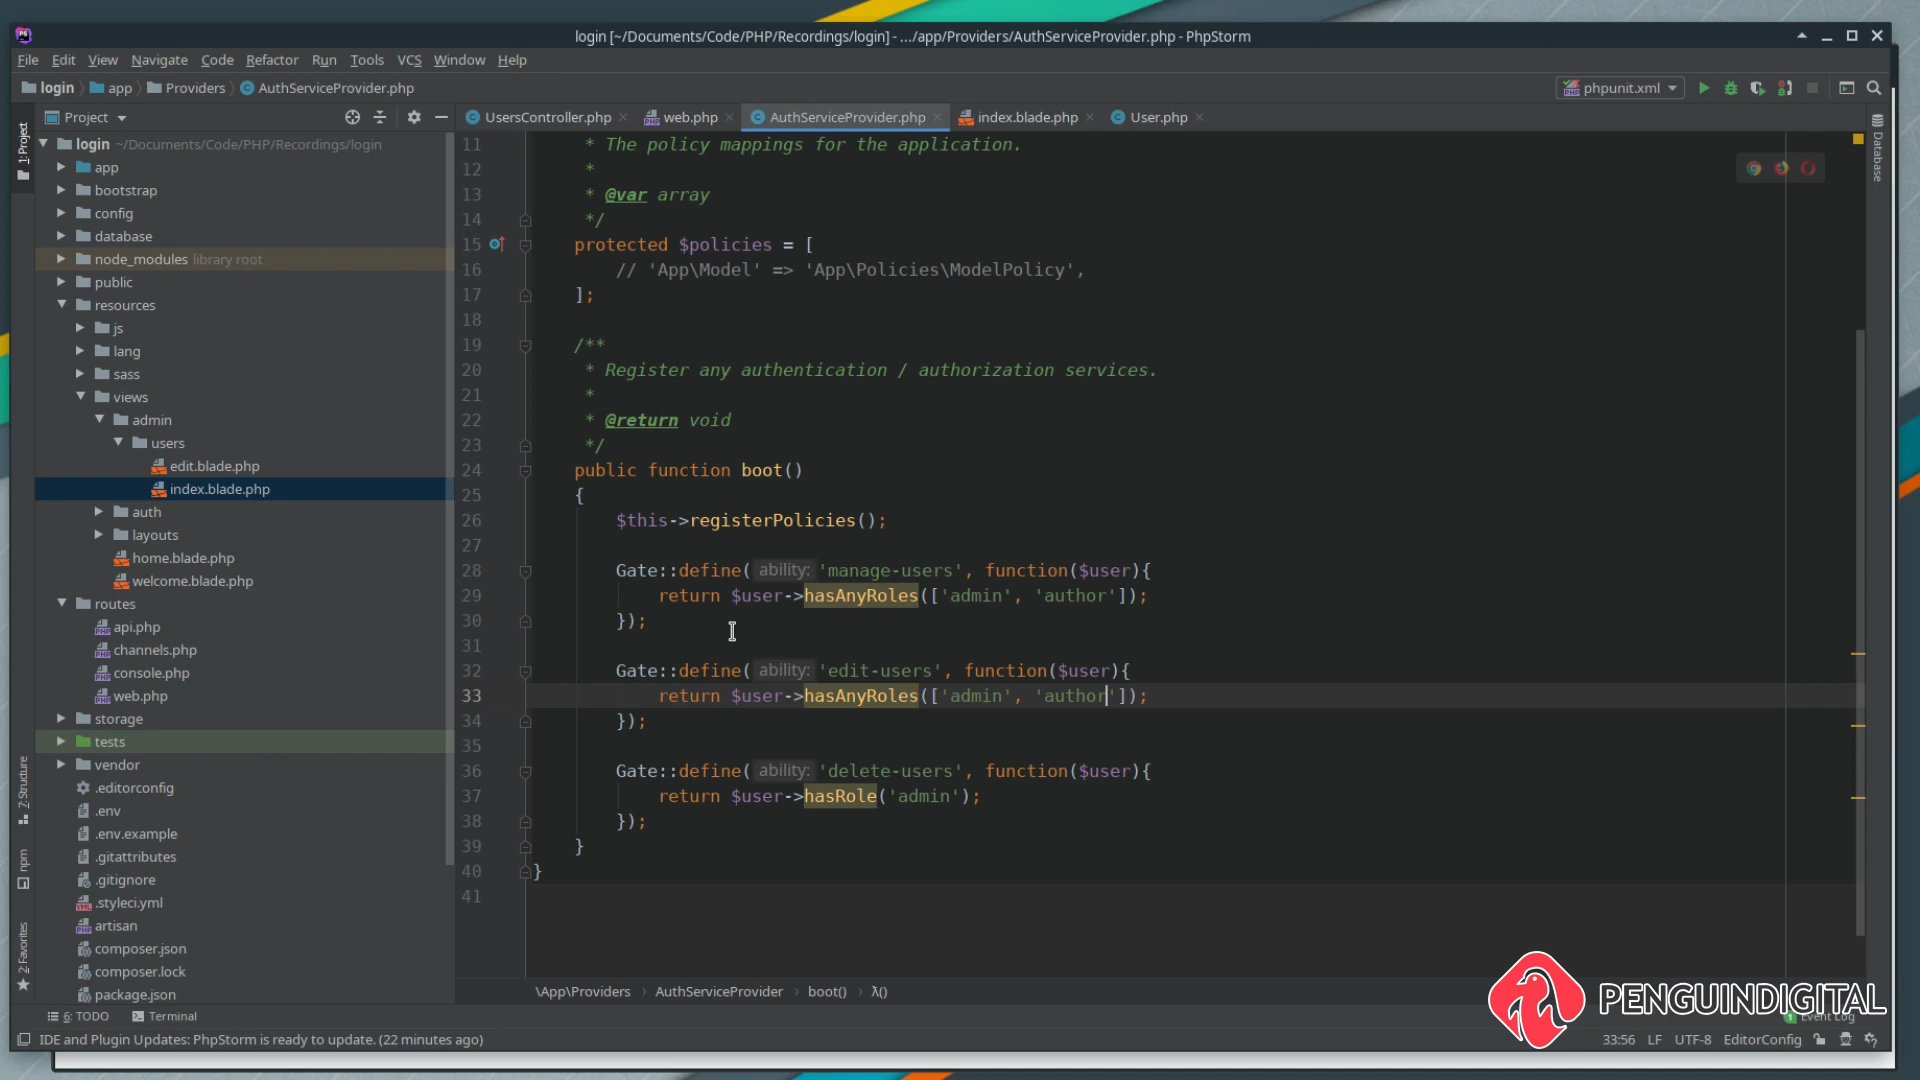 login [~/Documents/Code/PHP/Recordings/login] - .../app/Providers/AuthServiceProvider.php - PhpStorm
File Edit View Navigate Code Refactor Run Tools VCS Window Help
login app Providers AuthServiceProvider.php phpunit.xml
Project
UsersController.php web.php AuthServiceProvider.php index.blade.php User.php
1: Project
7: Structure
npm
2: Favorites
Database
login ~/Documents/Code/PHP/Recordings/login
app
bootstrap
config
database
node_modules library root
public
resources
js
lang
sass
views
admin
users
edit.blade.php
index.blade.php
auth
layouts
home.blade.php
welcome.blade.php
routes
api.php
channels.php
console.php
web.php
storage
tests
vendor
.editorconfig
.env
.env.example
.gitattributes
.gitignore
.styleci.yml
artisan
composer.json
composer.lock
package.json
11 * The policy mappings for the application.
12 *
13 * @var array
14 */
15 protected $policies = [
16 // 'App\Model' => 'App\Policies\ModelPolicy',
17 ];
18
19 /**
20 * Register any authentication / authorization services.
21 *
22 * @return void
23 */
24 public function boot()
25 {
26 $this->registerPolicies();
27
28 Gate::define( ability: 'manage-users', function($user){
29 return $user->hasAnyRoles(['admin', 'author']);
30 });
31
32 Gate::define( ability: 'edit-users', function($user){
33 return $user->hasAnyRoles(['admin', 'author']);
34 });
35
36 Gate::define( ability: 'delete-users', function($user){
37 return $user->hasRole('admin');
38 });
39 }
40 }
41
\App\Providers AuthServiceProvider boot() λ()
PENGUINDIGITAL
6: TODO Terminal 1 Event Log
IDE and Plugin Updates: PhpStorm is ready to update. (22 minutes ago) 33:56 LF UTF-8 EditorConfig